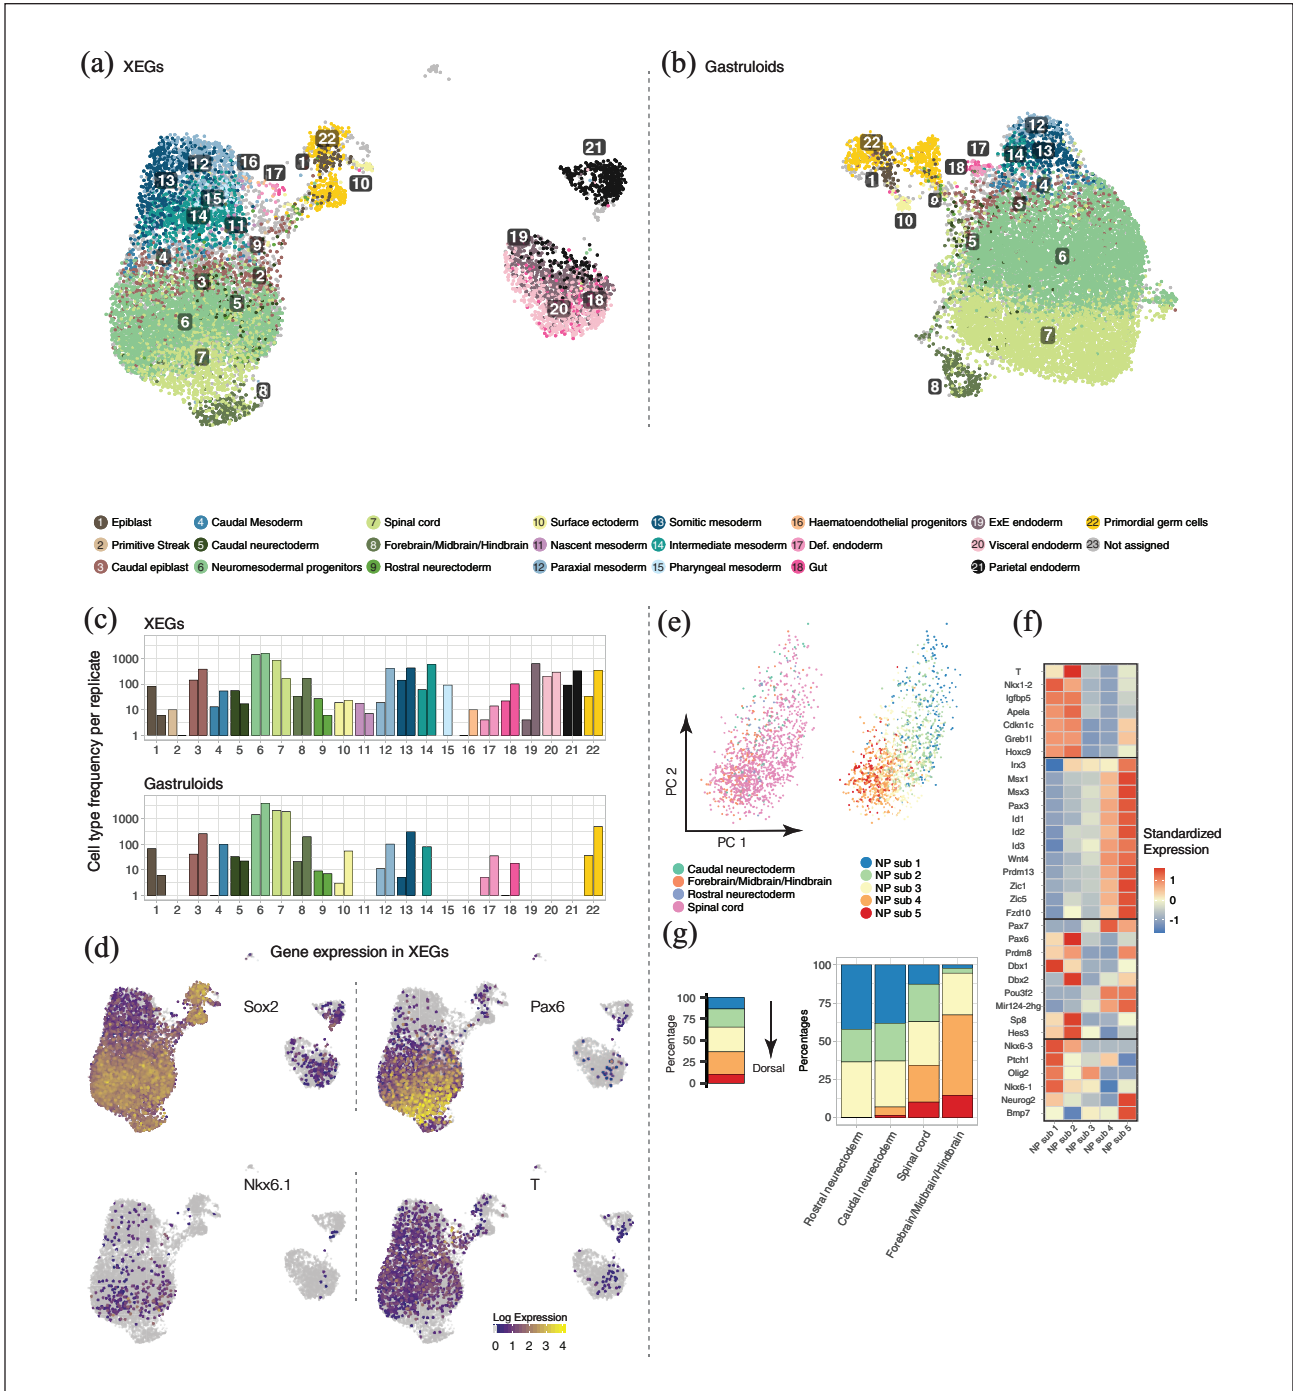 (a) XEGs
(b) Gastruloids
22
12
16
1
17
13
10
15
14
11
9
4
3
2
5
6
7
8
21
19
20
18
22
1
10
9
18
17
12
14
13
4
3
5
6
7
8
1 Epiblast
2 Primitive Streak
3 Caudal epiblast
4 Caudal Mesoderm
5 Caudal neurectoderm
6 Neuromesodermal progenitors
7 Spinal cord
8 Forebrain/Midbrain/Hindbrain
9 Rostral neurectoderm
10 Surface ectoderm
11 Nascent mesoderm
12 Paraxial mesoderm
13 Somitic mesoderm
14 Intermediate mesoderm
15 Pharyngeal mesoderm
16 Haematoendothelial progenitors
17 Def. endoderm
18 Gut
19 ExE endoderm
20 Visceral endoderm
21 Parietal endoderm
22 Primordial germ cells
23 Not assigned
(c)
XEGs
Cell type frequency per replicate
1000
100
10
1
1 2 3 4 5 6 7 8 9 10 11 12 13 14 15 16 17 18 19 20 21 22
Gastruloids
1000
100
10
1
1 2 3 4 5 6 7 8 9 10 11 12 13 14 15 16 17 18 19 20 21 22
(d)
Gene expression in XEGs
Sox2
Pax6
Nkx6.1
T
Log Expression
0 1 2 3 4
(e)
PC 2
PC 1
Caudal neurectoderm
Forebrain/Midbrain/Hindbrain
Rostral neurectoderm
Spinal cord
NP sub 1
NP sub 2
NP sub 3
NP sub 4
NP sub 5
(f)
T
Nkx1-2
Igfbp5
Apela
Cdkn1c
Greb1l
Hoxc9
Irx3
Msx1
Msx3
Pax3
Id1
Id2
Id3
Wnt4
Prdm13
Zic1
Zic5
Fzd10
Pax7
Pax6
Prdm8
Dbx1
Dbx2
Pou3f2
Mir124-2hg
Sp8
Hes3
Nkx6-3
Ptch1
Olig2
Nkx6-1
Neurog2
Bmp7
NP sub 1
NP sub 2
NP sub 3
NP sub 4
NP sub 5
Standardized
Expression
1
0
-1
(g)
Percentage
100
75
50
25
0
Dorsal
Percentages
100
75
50
25
0
Rostral neurectoderm
Caudal neurectoderm
Spinal cord
Forebrain/Midbrain/Hindbrain